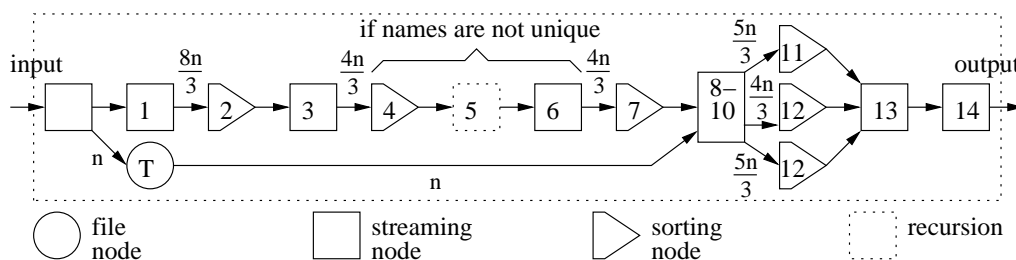 if names are not unique
input
output
8n/3
4n/3
4n/3
5n/3
4n/3
5n/3
1
2
3
4
5
6
7
8–
10
11
12
12
13
14
n
T
n
file
node
streaming
node
sorting
node
recursion